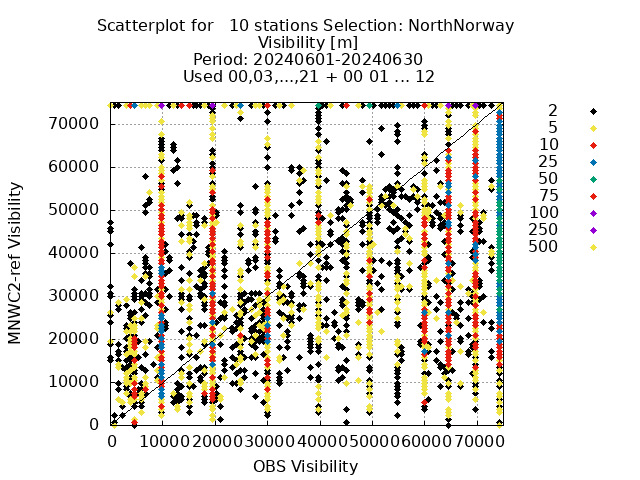 Scatterplot for   10 stations Selection: NorthNorway
Visibility [m]
Period: 20240601-20240630
Used 00,03,...,21 + 00 01 ... 12
70000
60000
50000
40000
30000
20000
10000
0
MNWC2-ref Visibility
0 10000 20000 30000 40000 50000 60000 70000
OBS Visibility
2
5
10
25
50
75
100
250
500